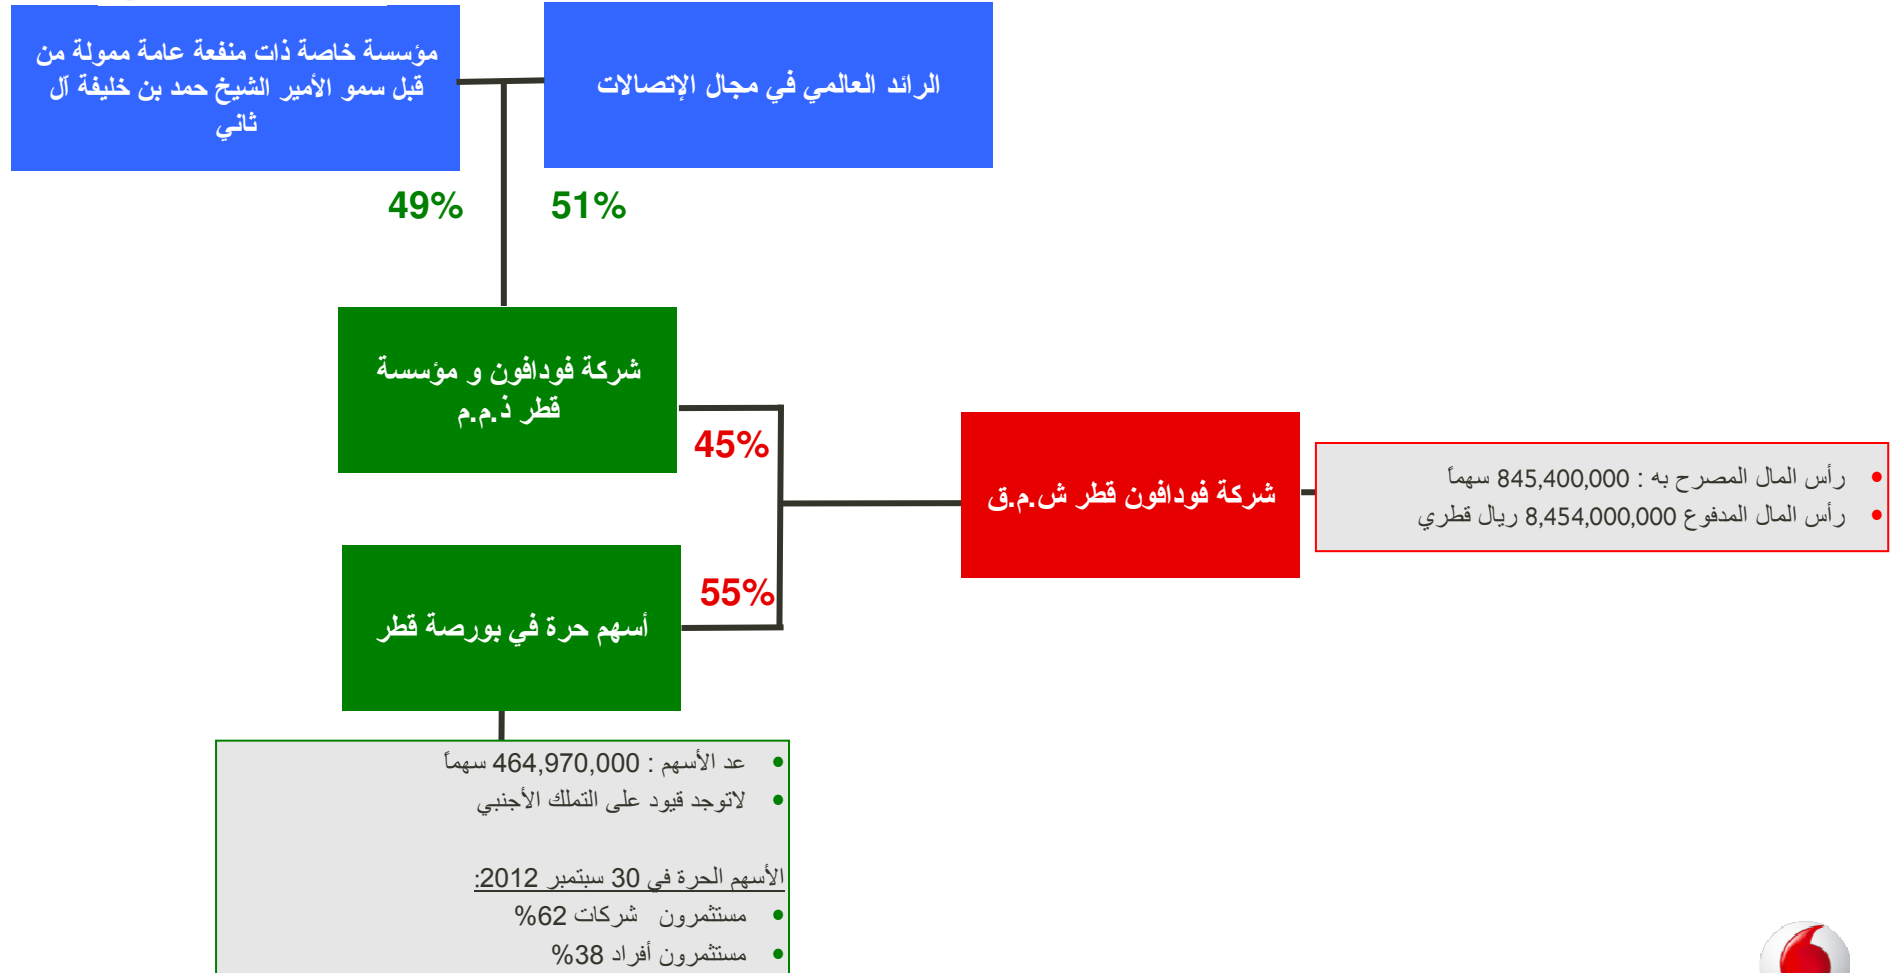 مؤسسة خاصة ذات منفعة عامة ممولة من
قبل سمو الأمير الشيخ حمد بن خليفة آل
ثاني
الرائد العالمي في مجال الإتصالات
49%
51%
شركة فودافون و مؤسسة
قطر ذ.م.م
45%
شركة فودافون قطر ش.م.ق
رأس المال المصرح به : 845,400,000 سهماً
رأس المال المدفوع 8,454,000,000 ريال قطري
55%
أسهم حرة في بورصة قطر
عد الأسهم : 464,970,000 سهماً
لاتوجد قيود على التملك الأجنبي
الأسهم الحرة في 30 سبتمبر 2012:
مستثمرون شركات 62%
مستثمرون أفراد 38%